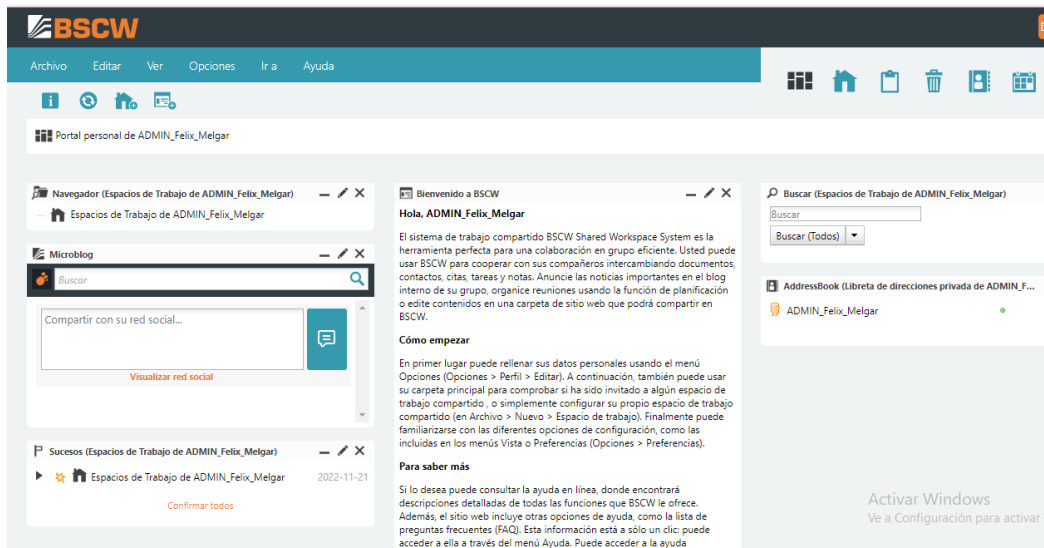 BSCW
Archivo Editar Ver Opciones Ir a Ayuda
Portal personal de ADMIN_Felix_Melgar
Navegador (Espacios de Trabajo de ADMIN_Felix_Melgar)
Espacios de Trabajo de ADMIN_Felix_Melgar
Microblog
Buscar
Compartir con su red social...
Visualizar red social
Sucesos (Espacios de Trabajo de ADMIN_Felix_Melgar)
Espacios de Trabajo de ADMIN_Felix_Melgar 2022-11-21
Confirmar todos
Bienvenido a BSCW
Hola, ADMIN_Felix_Melgar
El sistema de trabajo compartido BSCW Shared Workspace System es la
herramienta perfecta para una colaboración en grupo eficiente. Usted puede
usar BSCW para cooperar con sus compañeros intercambiando documentos,
contactos, citas, tareas y notas. Anuncie las noticias importantes en el blog
interno de su grupo, organice reuniones usando la función de planificación
o edite contenidos en una carpeta de sitio web que podrá compartir en
BSCW.
Cómo empezar
En primer lugar puede rellenar sus datos personales usando el menú
Opciones (Opciones > Perfil > Editar). A continuación, también puede usar
su carpeta principal para comprobar si ha sido invitado a algún espacio de
trabajo compartido , o simplemente configurar su propio espacio de trabajo
compartido (en Archivo > Nuevo > Espacio de trabajo). Finalmente puede
familiarizarse con las diferentes opciones de configuración, como las
incluidas en los menús Vista o Preferencias (Opciones > Preferencias).
Para saber más
Si lo desea puede consultar la ayuda en línea, donde encontrará
descripciones detalladas de todas las funciones que BSCW le ofrece.
Además, el sitio web incluye otras opciones de ayuda, como la lista de
preguntas frecuentes (FAQ). Esta información está a sólo un clic: puede
acceder a ella a través del menú Ayuda. Puede acceder a la ayuda
Buscar (Espacios de Trabajo de ADMIN_Felix_Melgar)
Buscar
Buscar (Todos)
AddressBook (Libreta de direcciones privada de ADMIN_F...
ADMIN_Felix_Melgar
Activar Windows
Ve a Configuración para activar